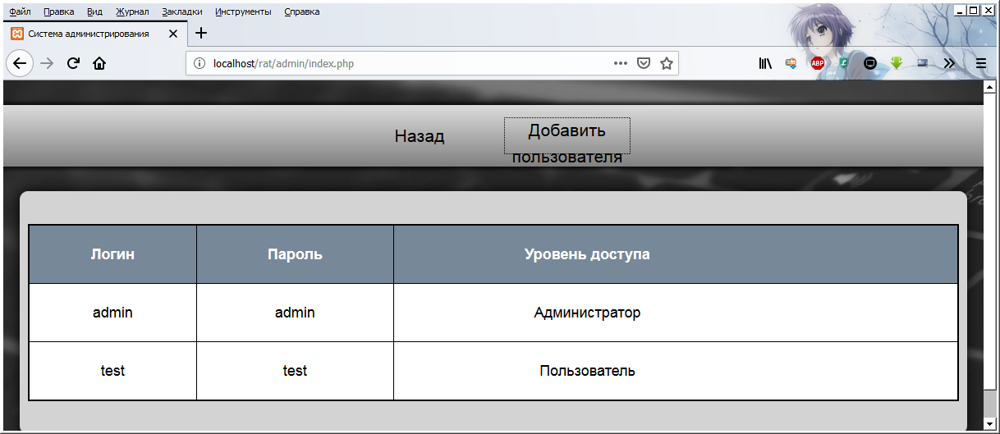 Файл Правка Вид Журнал Закладки Инструменты Справка
Система администрирования
localhost/rat/admin/index.php
ABP
Назад
Добавить
пользователя
Логин Пароль Уровень доступа
admin admin Администратор
test test Пользователь